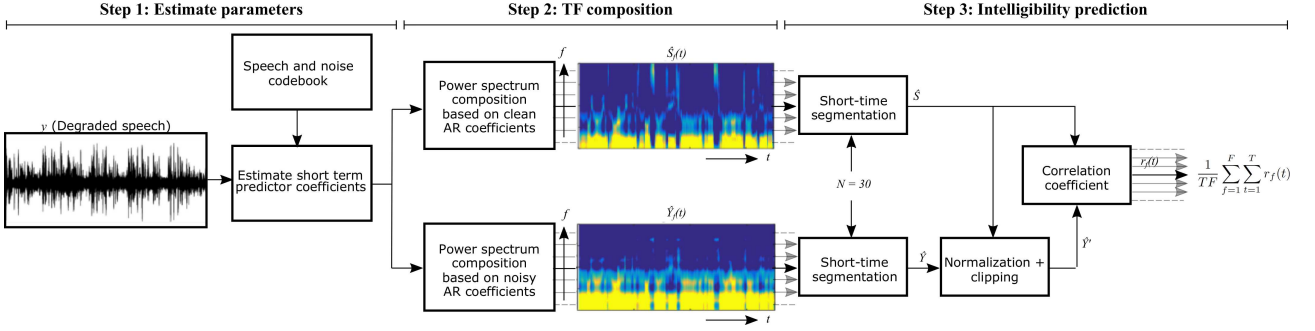 Step 1: Estimate parameters
Step 2: TF composition
Step 3: Intelligibility prediction
Speech and noise
codebook
y (Degraded speech)
Estimate short term
predictor coefficients
Power spectrum
composition
based on clean
AR coefficients
f
Ŝf(t)
t
Short-time
segmentation
Ŝ
N = 30
Correlation
coefficient
rf(t)
1/TF ∑_{f=1}^{F} ∑_{t=1}^{T} r_f(t)
Power spectrum
composition
based on noisy
AR coefficients
f
Ŷf(t)
t
Short-time
segmentation
Ŷ
Normalization +
clipping
Ŷ'